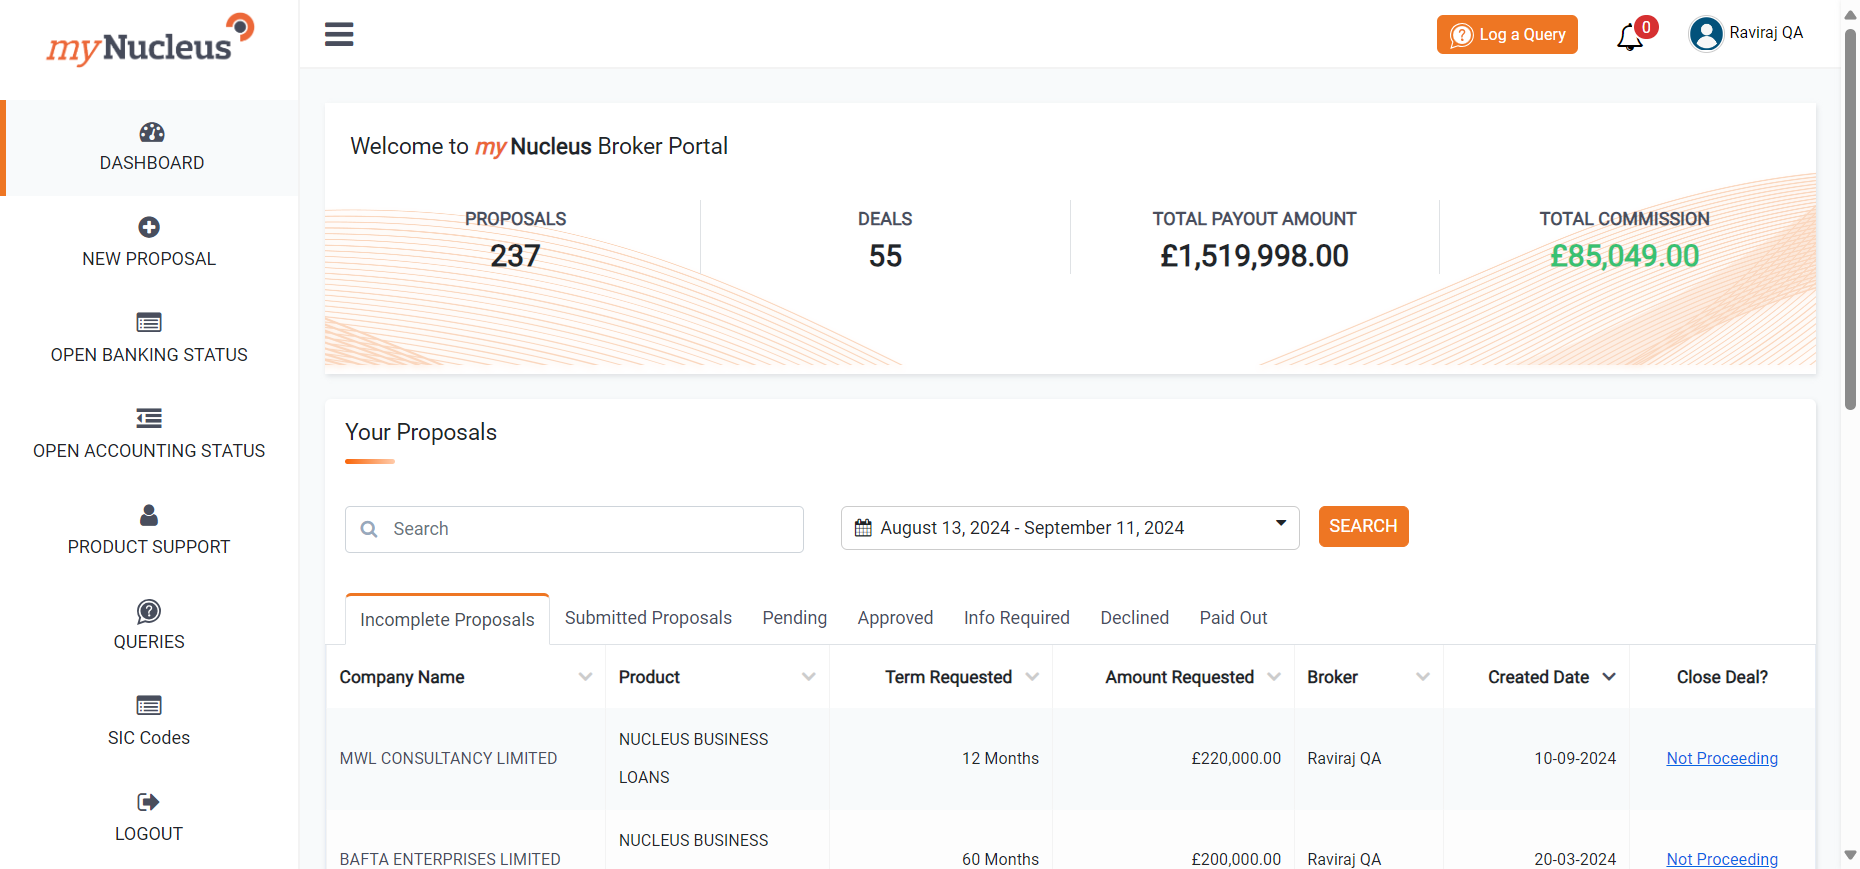 myNucleus
Log a Query
0
Raviraj QA
DASHBOARD
NEW PROPOSAL
OPEN BANKING STATUS
OPEN ACCOUNTING STATUS
PRODUCT SUPPORT
QUERIES
SIC Codes
LOGOUT
Welcome to my Nucleus Broker Portal
PROPOSALS
237
DEALS
55
TOTAL PAYOUT AMOUNT
£1,519,998.00
TOTAL COMMISSION
£85,049.00
Your Proposals
Search
August 13, 2024 - September 11, 2024
SEARCH
Incomplete Proposals Submitted Proposals Pending Approved Info Required Declined Paid Out
Company Name Product Term Requested Amount Requested Broker Created Date Close Deal?
MWL CONSULTANCY LIMITED NUCLEUS BUSINESS LOANS 12 Months £220,000.00 Raviraj QA 10-09-2024 Not Proceeding
BAFTA ENTERPRISES LIMITED NUCLEUS BUSINESS 60 Months £200,000.00 Raviraj QA 20-03-2024 Not Proceeding